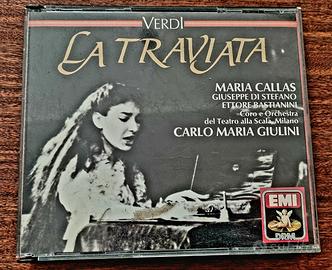 VERDI
LA TRAVIATA
MARIA CALLAS
GIUSEPPE DI STEFANO
ETTORE BASTIANINI
Coro e Orchestra
del Teatro alla Scala, Milano
CARLO MARIA GIULINI
EMI
DRM